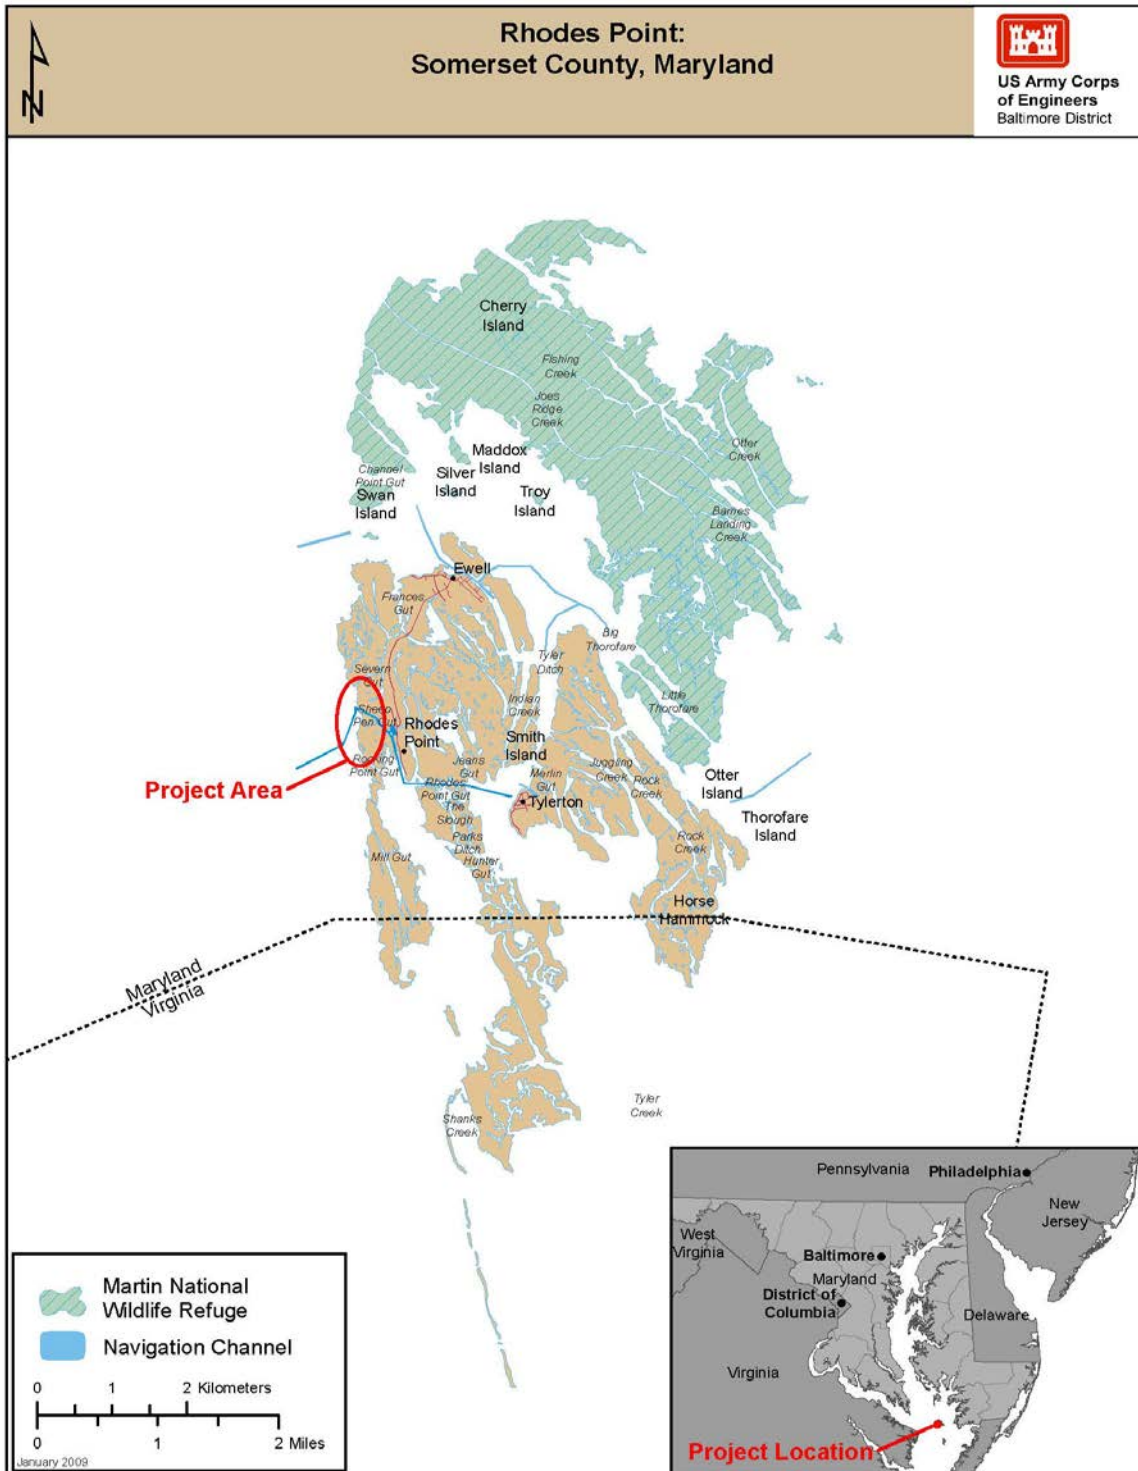 Rhodes Point:
Somerset County, Maryland
N
US Army Corps
of Engineers
Baltimore District
Cherry
Island
Fishing
Creek
Joes
Ridge
Creek
Otter
Creek
Maddox
Island
Channel
Point Gut
Silver
Island
Swan
Island
Troy
Island
Barnes
Landing
Creek
Ewell
Frances
Gut
Big
Thorofare
Tyler
Ditch
Severn
Gut
Indian
Creek
Little
Thorofare
Sheep
Pen Gut
Rhodes
Point
Smith
Island
Rocking
Point Gut
Jeans
Gut
Juggling
Creek
Rock
Creek
Otter
Island
Merlin
Gut
Project Area
Rhodes
Point Gut
The
Slough
Tylerton
Thorofare
Island
Parks
Ditch
Rock
Creek
Mill Gut
Hunter
Gut
Horse
Hammock
Maryland
Virginia
Tyler
Creek
Shanks
Creek
Pennsylvania
Philadelphia
New
Jersey
West
Virginia
Baltimore
Maryland
District of
Columbia
Delaware
Virginia
Project Location
Martin National
Wildlife Refuge
Navigation Channel
0 1 2 Kilometers
0 1 2 Miles
January 2009